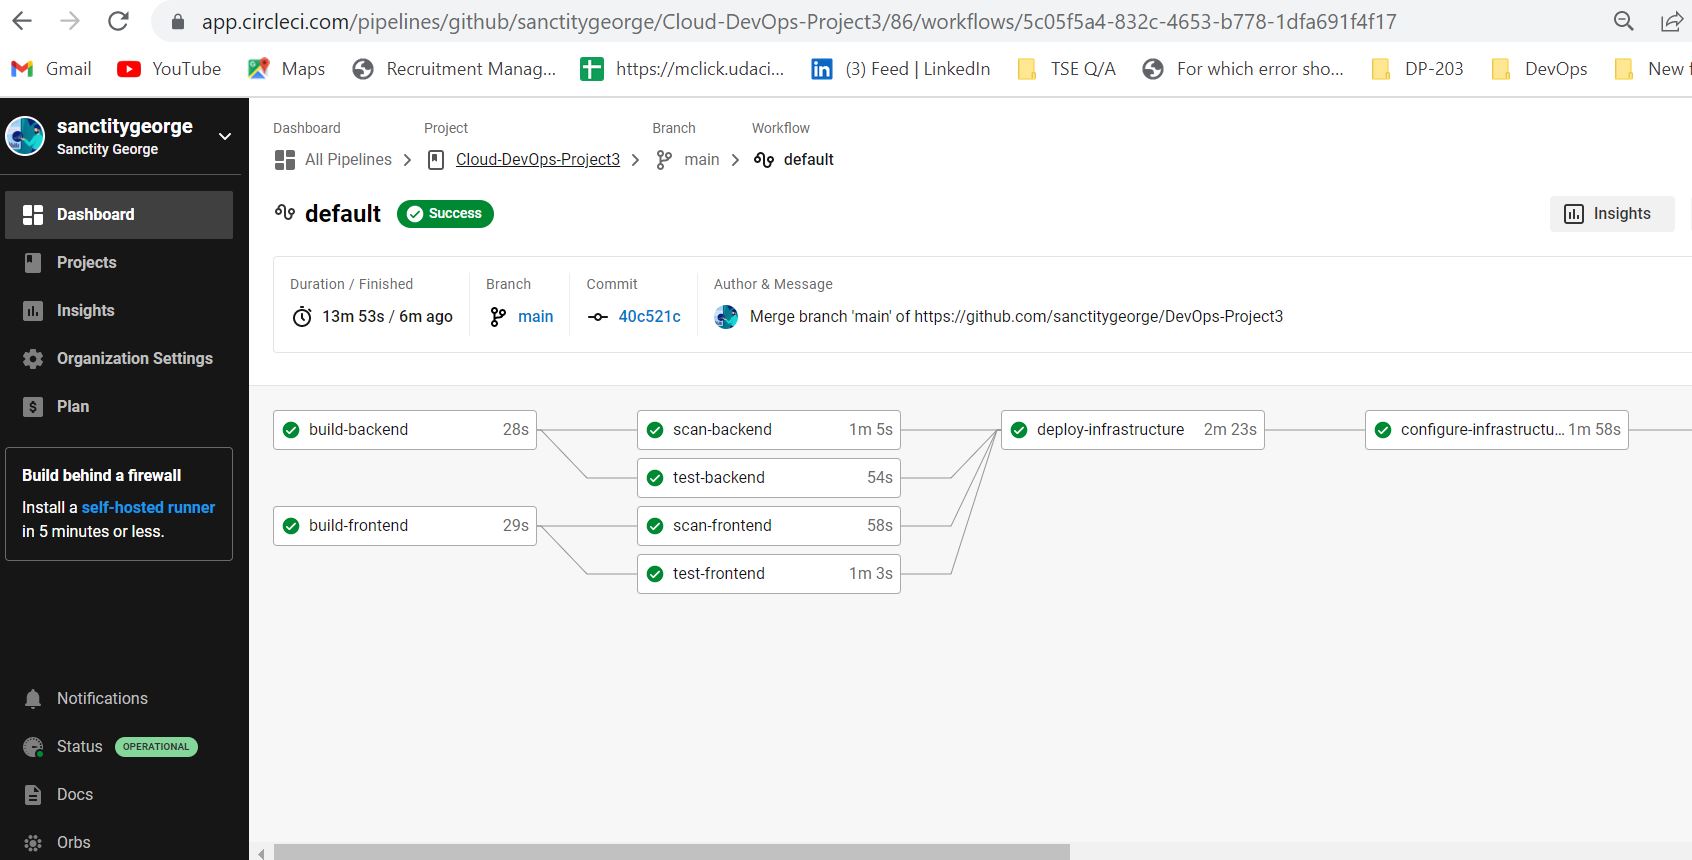 app.circleci.com/pipelines/github/sanctitygeorge/Cloud-DevOps-Project3/86/workflows/5c05f5a4-832c-4653-b778-1dfa691f4f17
Gmail YouTube Maps Recruitment Manag... https://mclick.udaci... (3) Feed | LinkedIn TSE Q/A For which error sho... DP-203 DevOps New f
sanctitygeorge
Sanctity George
Dashboard
Projects
Insights
Organization Settings
Plan
Build behind a firewall
Install a self-hosted runner
in 5 minutes or less.
Notifications
Status OPERATIONAL
Docs
Orbs
Dashboard Project Branch Workflow
All Pipelines Cloud-DevOps-Project3 main default
default Success
Insights
Duration / Finished Branch Commit Author & Message
13m 53s / 6m ago main 40c521c Merge branch 'main' of https://github.com/sanctitygeorge/DevOps-Project3
build-backend 28s scan-backend 1m 5s deploy-infrastructure 2m 23s configure-infrastructu... 1m 58s
test-backend 54s
build-frontend 29s scan-frontend 58s
test-frontend 1m 3s